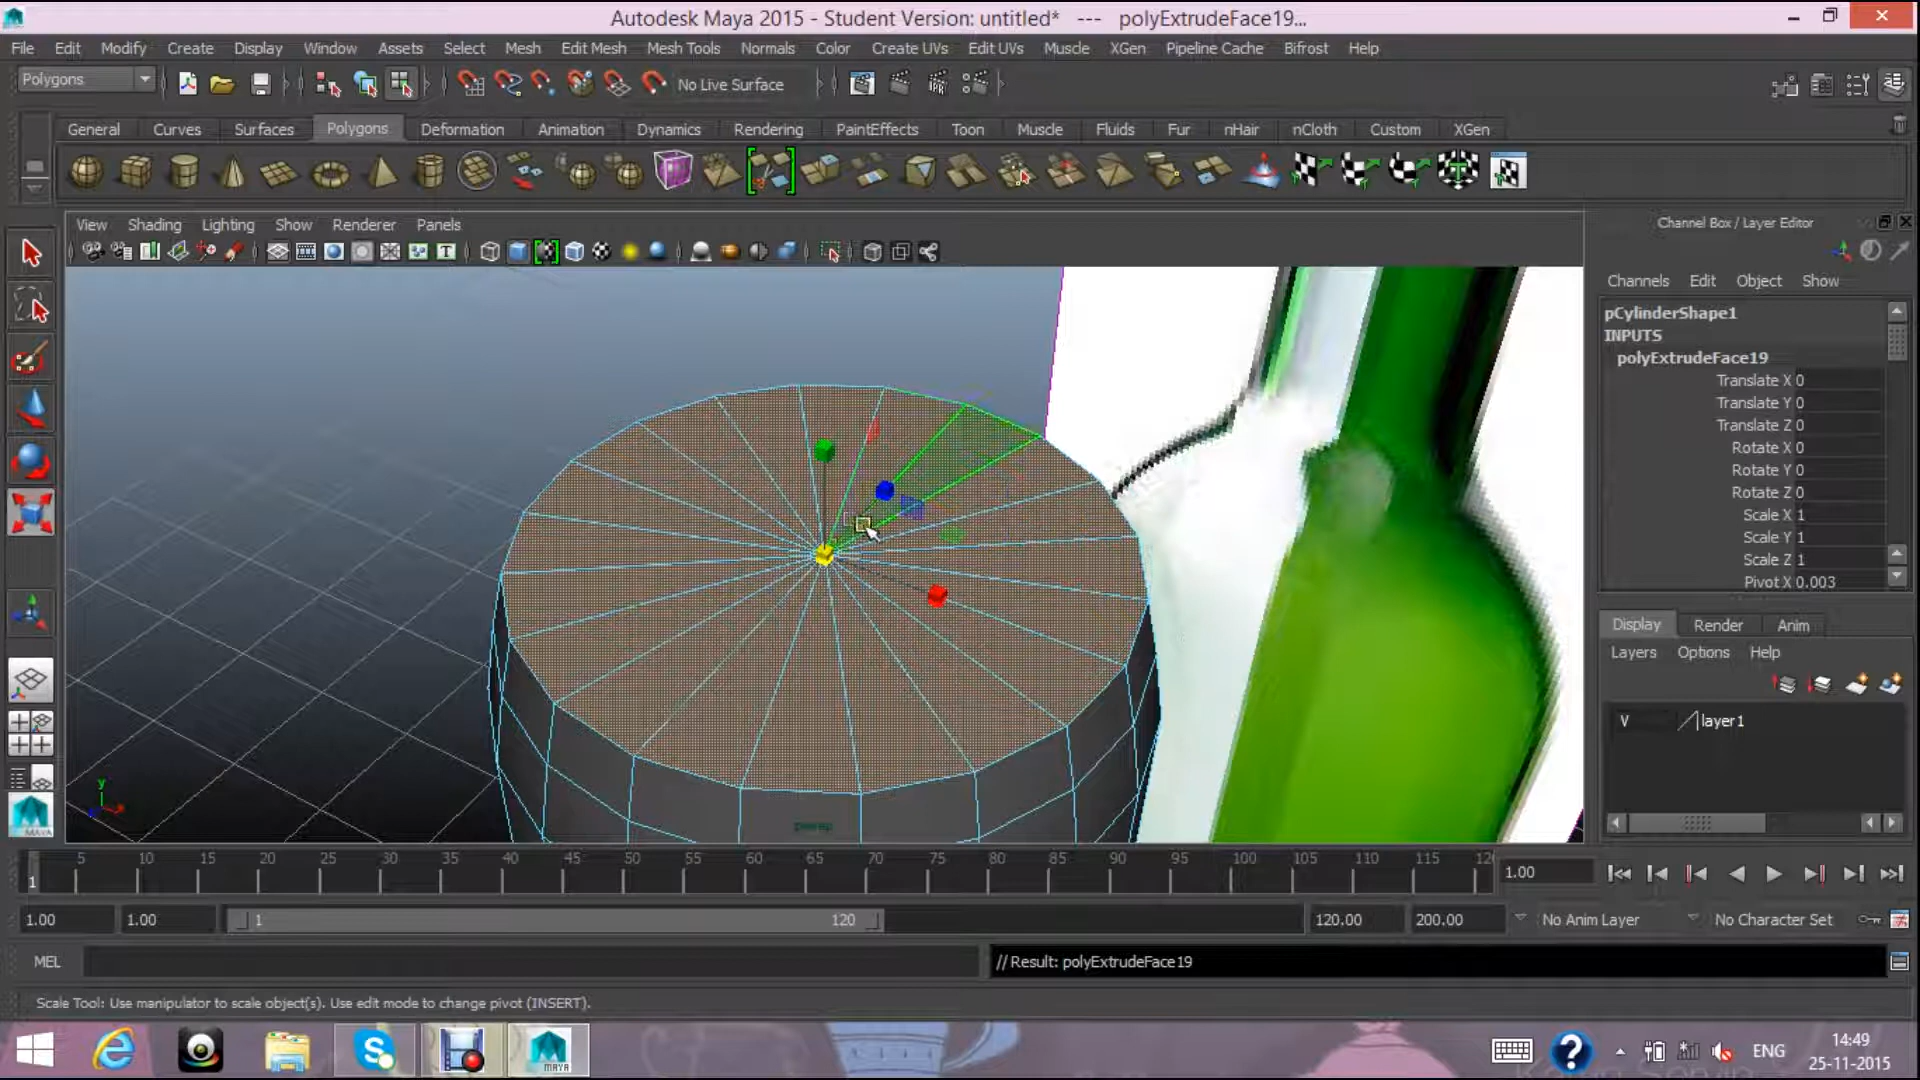 Autodesk Maya 2015 - Student Version: untitled* --- polyExtrudeFace19...
File Edit Modify Create Display Window Assets Select Mesh Edit Mesh Mesh Tools Normals Color Create UVs Edit UVs Muscle XGen Pipeline Cache Bifrost Help
Polygons No Live Surface
General Curves Surfaces Polygons Deformation Animation Dynamics Rendering PaintEffects Toon Muscle Fluids Fur nHair nCloth Custom XGen
View Shading Lighting Show Renderer Panels
Channel Box / Layer Editor
Channels Edit Object Show
pCylinderShape1
INPUTS
polyExtrudeFace19
Translate X 0
Translate Y 0
Translate Z 0
Rotate X 0
Rotate Y 0
Rotate Z 0
Scale X 1
Scale Y 1
Scale Z 1
Pivot X 0.003
Display Render Anim
Layers Options Help
V layer1
persp
y
MAYA
5 10 15 20 25 30 35 40 45 50 55 60 65 70 75 80 85 90 95 100 105 110 115 12
1
1.00
1.00 1.00 1 120 120.00 200.00 No Anim Layer No Character Set
MEL // Result: polyExtrudeFace19
Scale Tool: Use manipulator to scale object(s). Use edit mode to change pivot (INSERT).
MAYA
ENG
14:49
25-11-2015